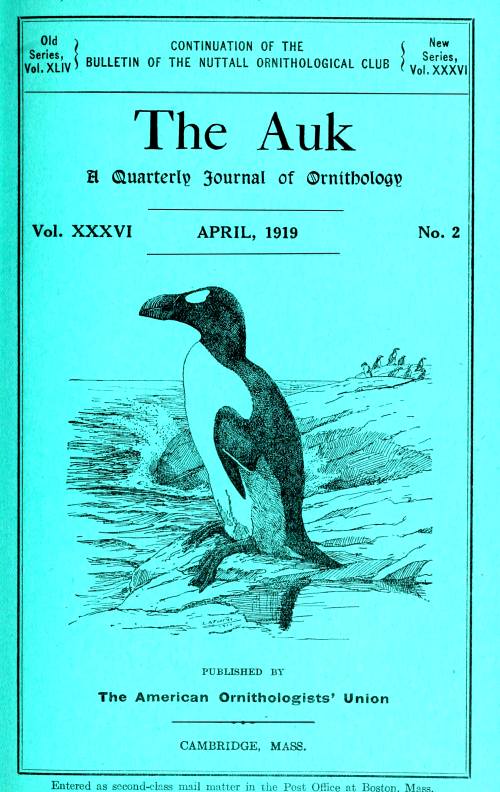 Old
Series,
Vol. XLIV
CONTINUATION OF THE
BULLETIN OF THE NUTTALL ORNITHOLOGICAL CLUB
New
Series,
Vol. XXXVI
The Auk
A Quarterly Journal of Ornithology
Vol. XXXVI APRIL, 1919 No. 2
PUBLISHED BY
The American Ornithologists' Union
CAMBRIDGE, MASS.
Entered as second-class mail matter in the Post Office at Boston, Mass.